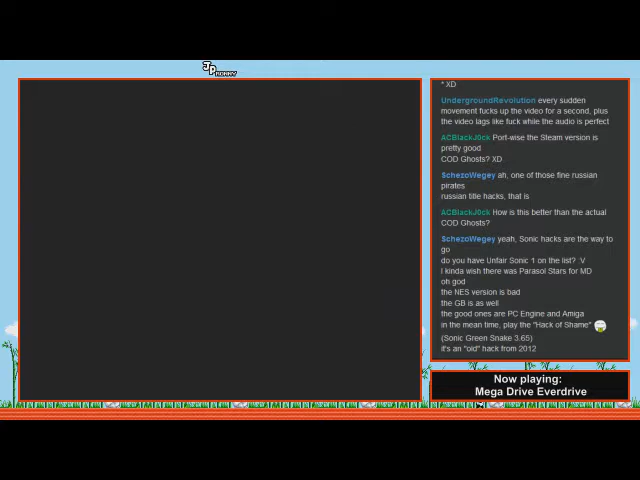 JP
RONNY
* XD
UndergroundRevolution every sudden
movement fucks up the video for a second, plus
the video lags like fuck while the audio is perfect
ACBlackJ0ck Port-wise the Steam version is
pretty good
COD Ghosts? XD
SchezoWegey ah, one of those fine russian
pirates
russian title hacks, that is
ACBlackJ0ck How is this better than the actual
COD Ghosts?
SchezoWegey yeah, Sonic hacks are the way to
go
do you have Unfair Sonic 1 on the list? :V
I kinda wish there was Parasol Stars for MD
oh god
the NES version is bad
the GB is as well
the good ones are PC Engine and Amiga
in the mean time, play the "Hack of Shame"
(Sonic Green Snake 3.65)
it's an "old" hack from 2012
Now playing:
Mega Drive Everdrive